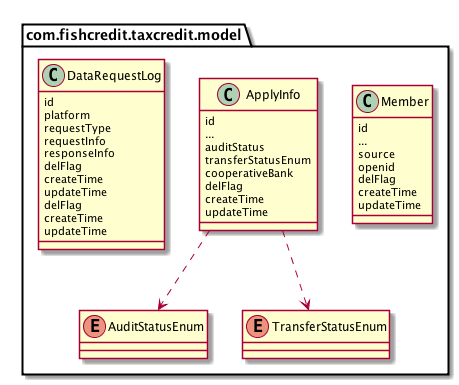 com.fishcredit.taxcredit.model
C DataRequestLog
id
platform
requestType
requestInfo
responseInfo
delFlag
createTime
updateTime
delFlag
createTime
updateTime
C ApplyInfo
id
...
auditStatus
transferStatusEnum
cooperativeBank
delFlag
createTime
updateTime
C Member
id
...
source
openid
delFlag
createTime
updateTime
E AuditStatusEnum
E TransferStatusEnum